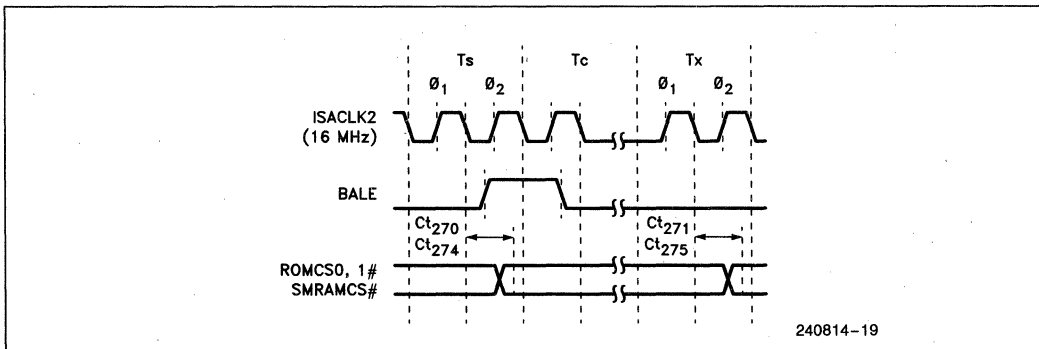 Ts Tc Tx
Ø1 Ø2 Ø1 Ø2
ISACLK2
(16 MHz)
BALE
Ct270 Ct271
Ct274 Ct275
ROMCS0, 1#
SMRAMCS#
240814-19